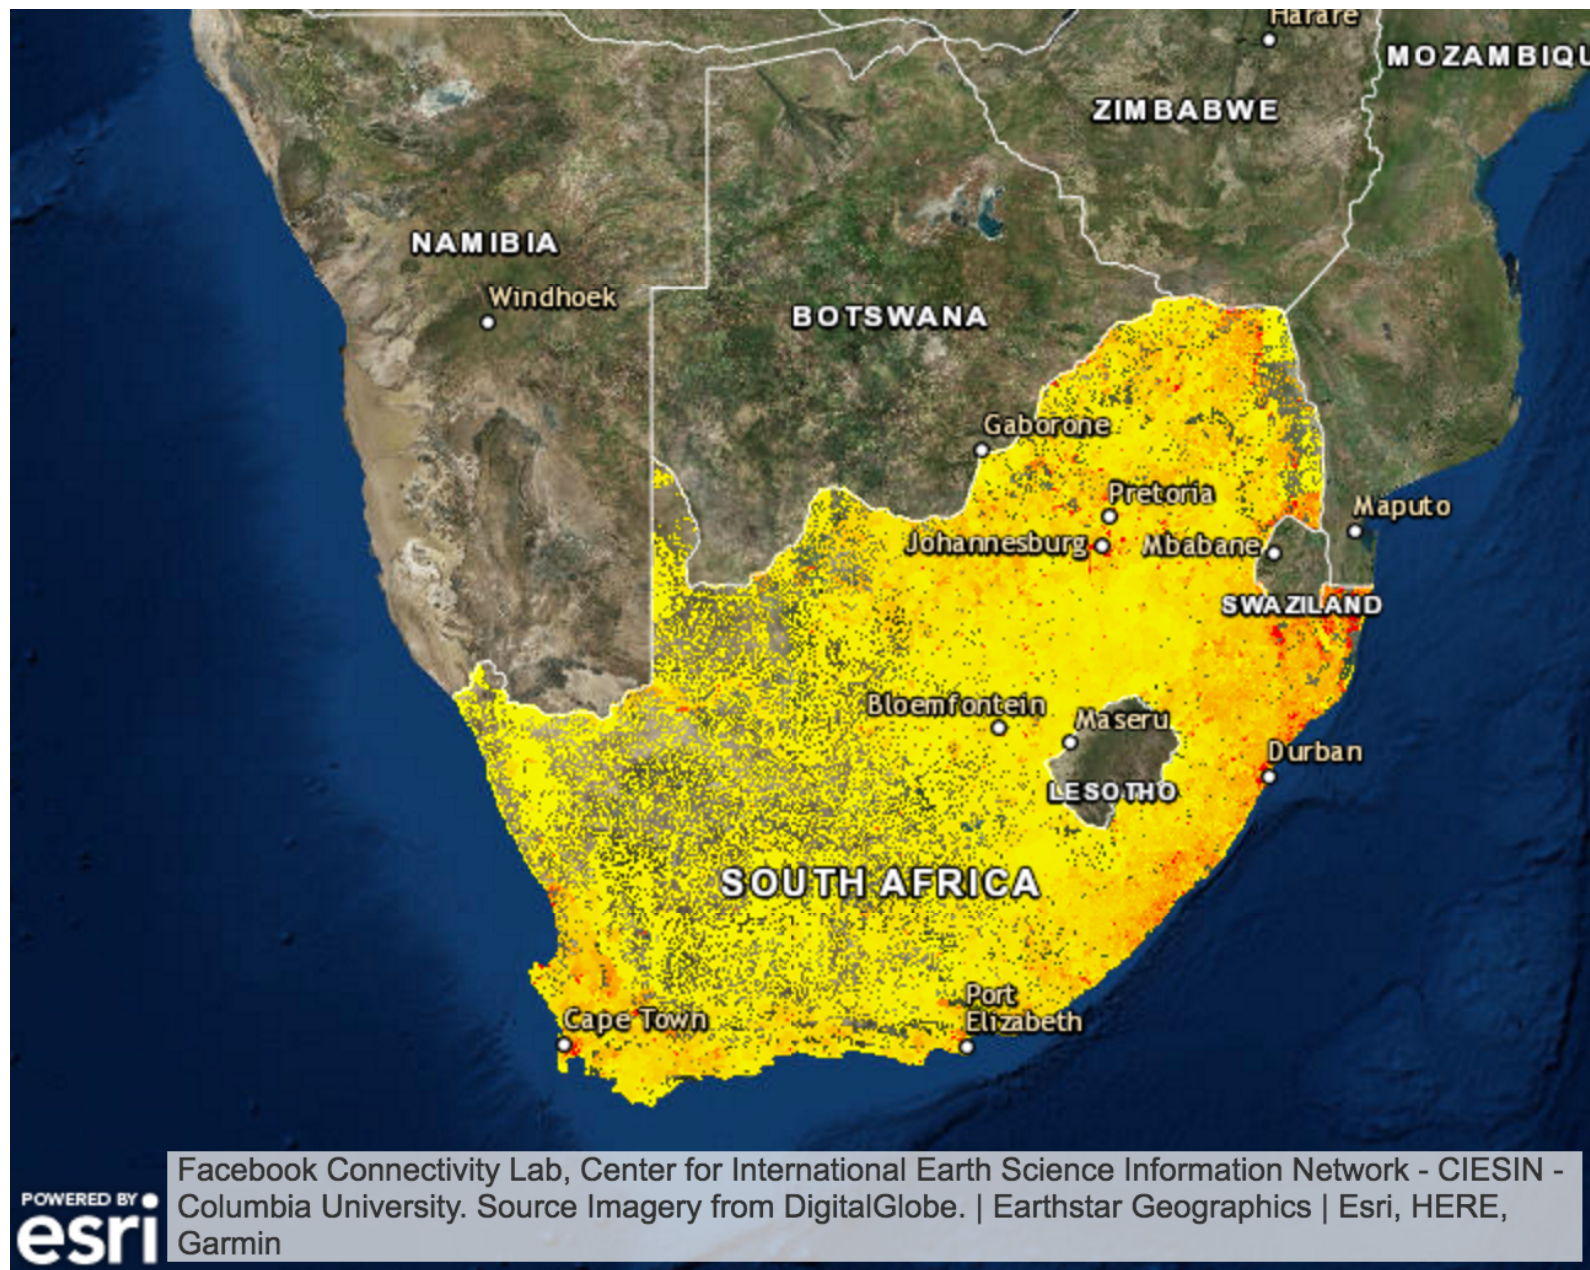 Harare
MOZAMBIQU
ZIMBABWE
NAMIBIA
Windhoek
BOTSWANA
Gaborone
Pretoria
Maputo
Johannesburg
Mbabane
SWAZILAND
Bloemfontein
Maseru
Durban
LESOTHO
SOUTH AFRICA
Port
Elizabeth
Cape Town
Facebook Connectivity Lab, Center for International Earth Science Information Network - CIESIN -
Columbia University. Source Imagery from DigitalGlobe. | Earthstar Geographics | Esri, HERE,
Garmin
POWERED BY
esri